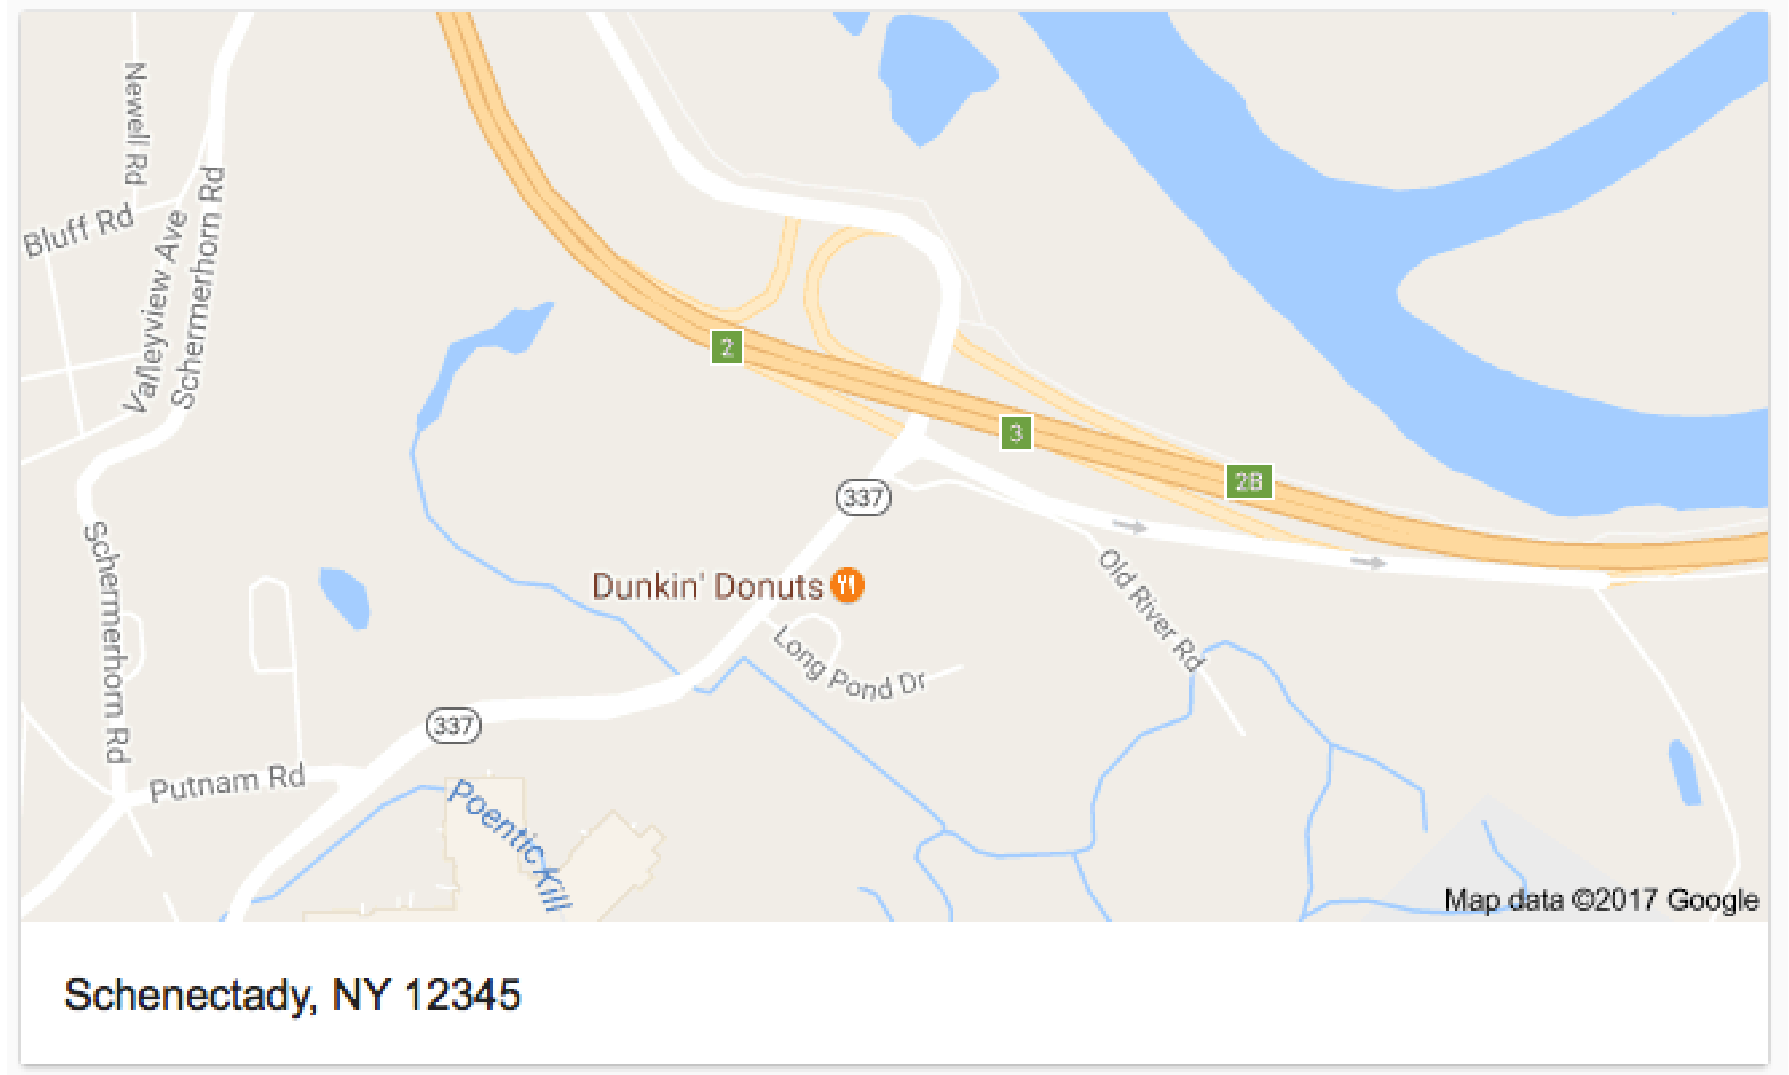 Newell Rd
Bluff Rd
Valleyview Ave
Schermerhorn Rd
2
3
2B
337
Dunkin' Donuts
Old River Rd
Long Pond Dr
Schermerhorn Rd
337
Putnam Rd
Poentic Kill
Map data ©2017 Google
Schenectady, NY 12345